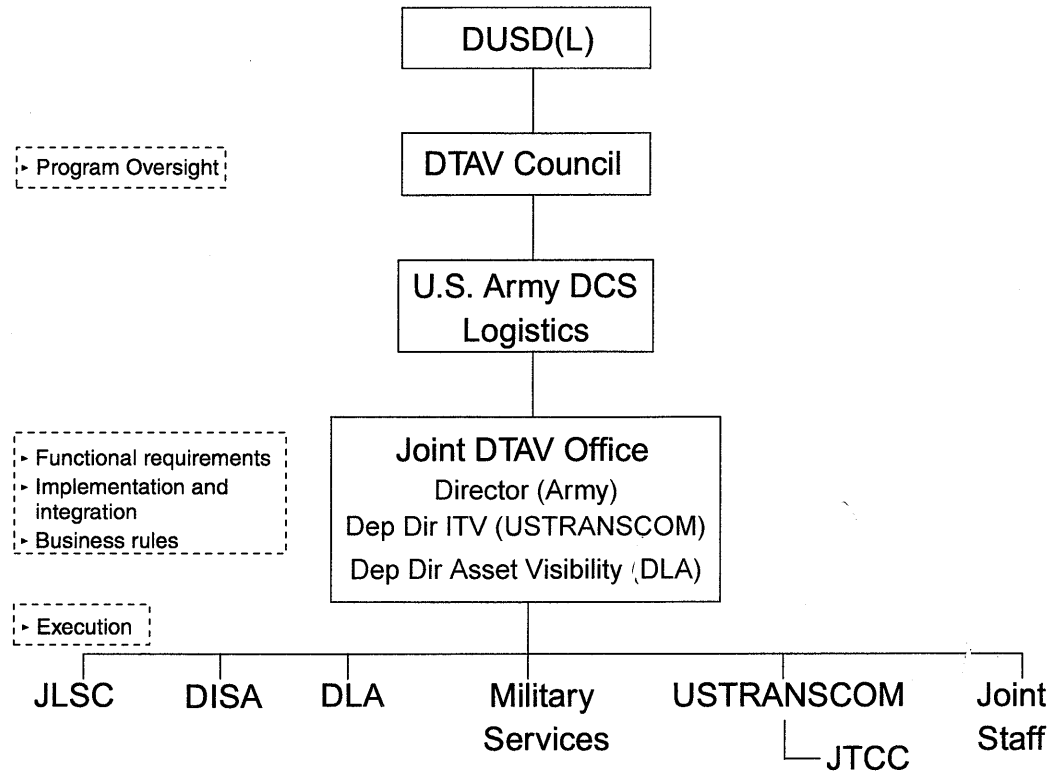 DUSD(L)
▸ Program Oversight
DTAV Council
U.S. Army DCS
Logistics
▸ Functional requirements
▸ Implementation and
integration
▸ Business rules
Joint DTAV Office
Director (Army)
Dep Dir ITV (USTRANSCOM)
Dep Dir Asset Visibility (DLA)
▸ Execution
JLSC
DISA
DLA
Military
Services
USTRANSCOM
JTCC
Joint
Staff